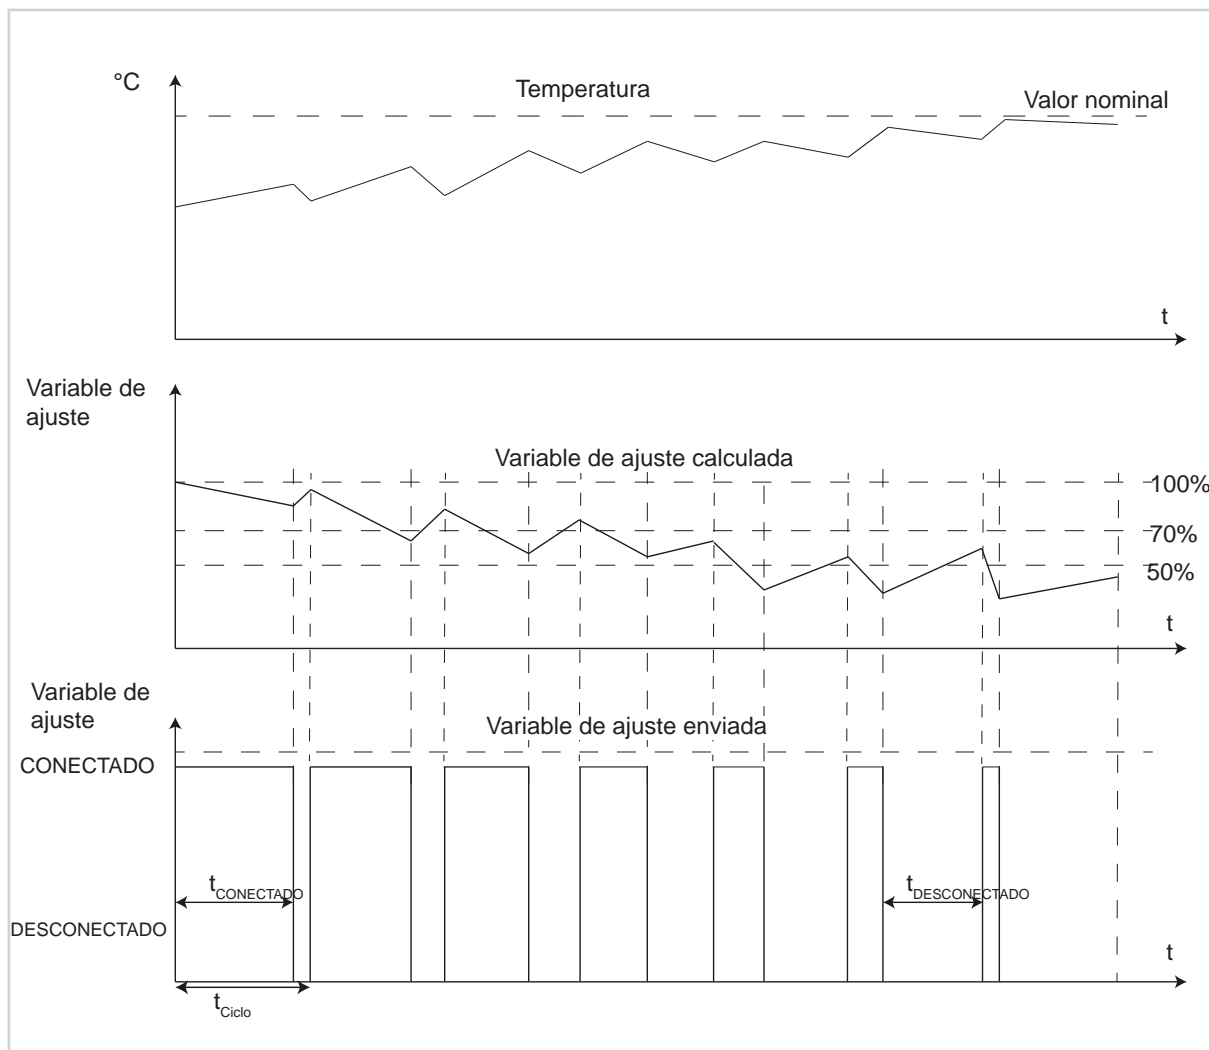 °C
Temperatura
Valor nominal
t
Variable de
ajuste
Variable de ajuste calculada
100%
70%
50%
t
Variable de
ajuste
Variable de ajuste enviada
CONECTADO
tCONECTADO
tDESCONECTADO
DESCONECTADO
t
tCiclo